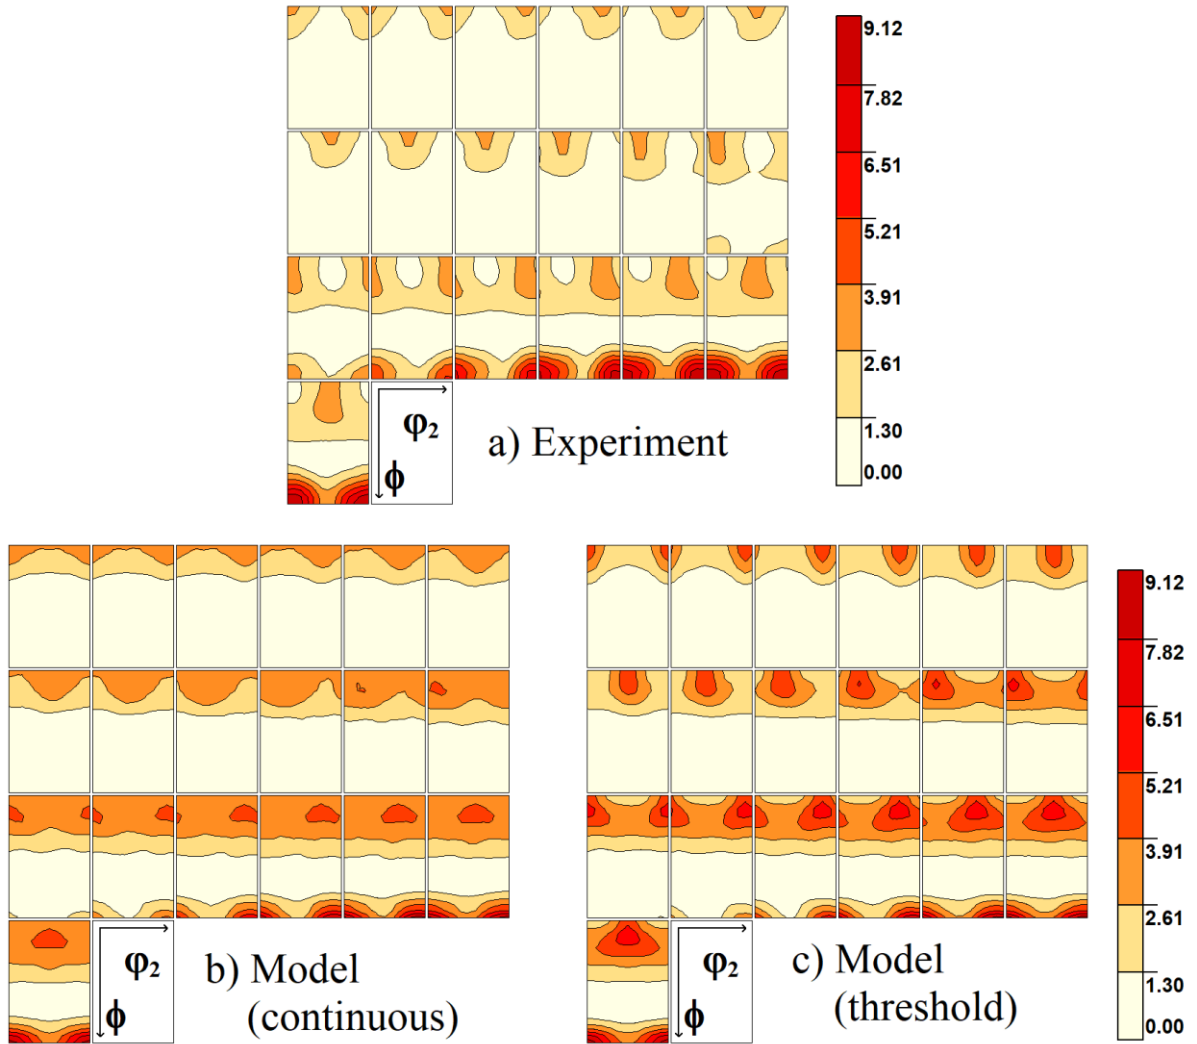 9.12
7.82
6.51
5.21
3.91
2.61
1.30
0.00
φ₂
ϕ
a) Experiment
9.12
7.82
6.51
5.21
3.91
2.61
1.30
0.00
φ₂
ϕ
b) Model
(continuous)
φ₂
ϕ
c) Model
(threshold)